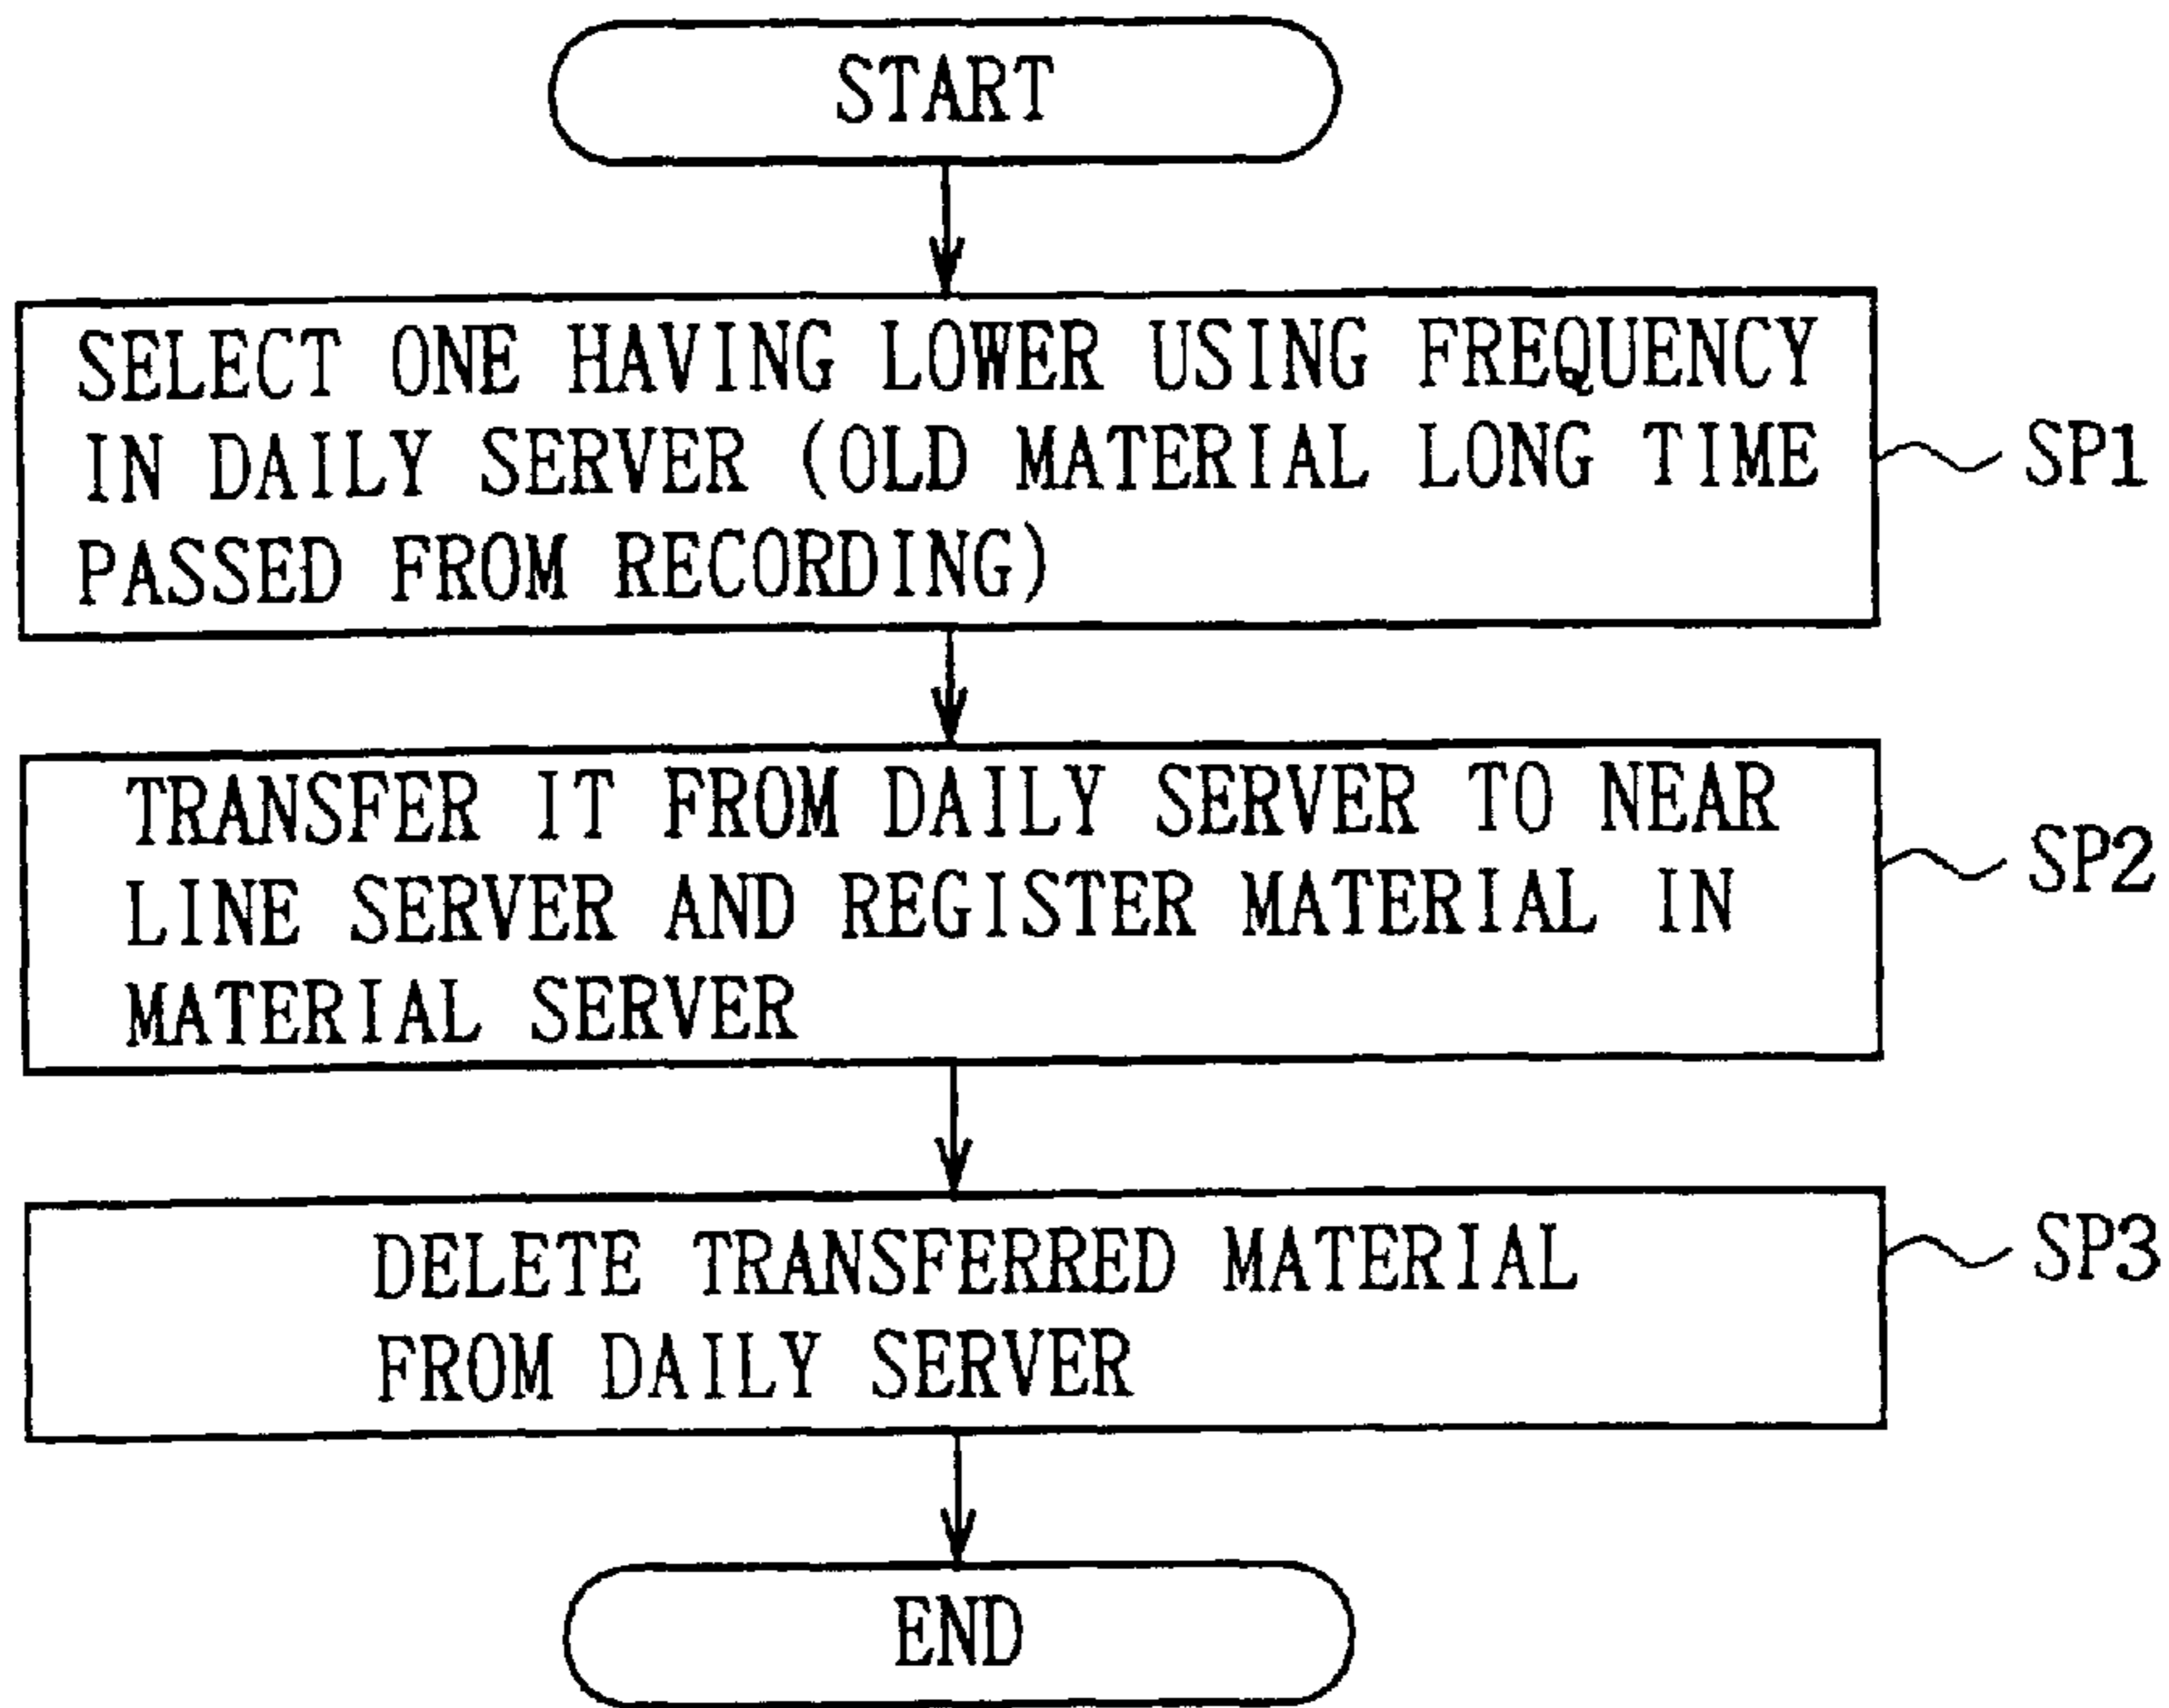 START
SELECT ONE HAVING LOWER USING FREQUENCY
IN DAILY SERVER (OLD MATERIAL LONG TIME
PASSED FROM RECORDING)
SP1
TRANSFER IT FROM DAILY SERVER TO NEAR
LINE SERVER AND REGISTER MATERIAL IN
MATERIAL SERVER
SP2
DELETE TRANSFERRED MATERIAL
FROM DAILY SERVER
SP3
END